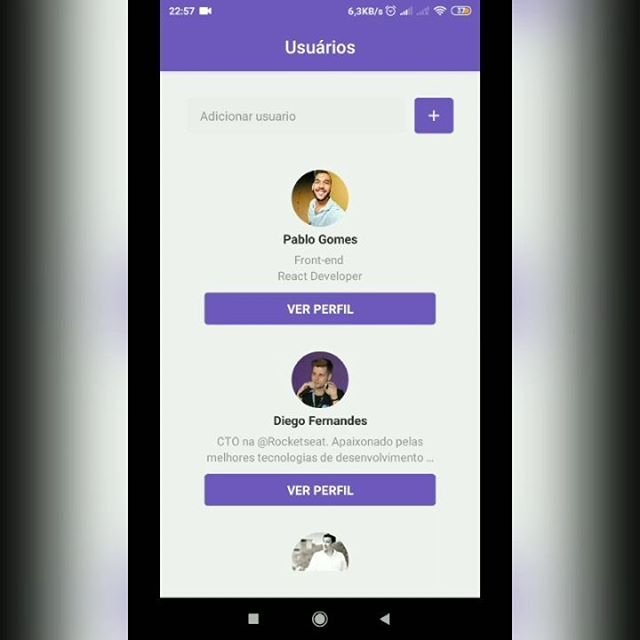 22:57 6,3KB/s 37
Usuários
Adicionar usuario
+
Pablo Gomes
Front-end
React Developer
VER PERFIL
Diego Fernandes
CTO na @Rocketseat. Apaixonado pelas
melhores tecnologias de desenvolvimento ...
VER PERFIL